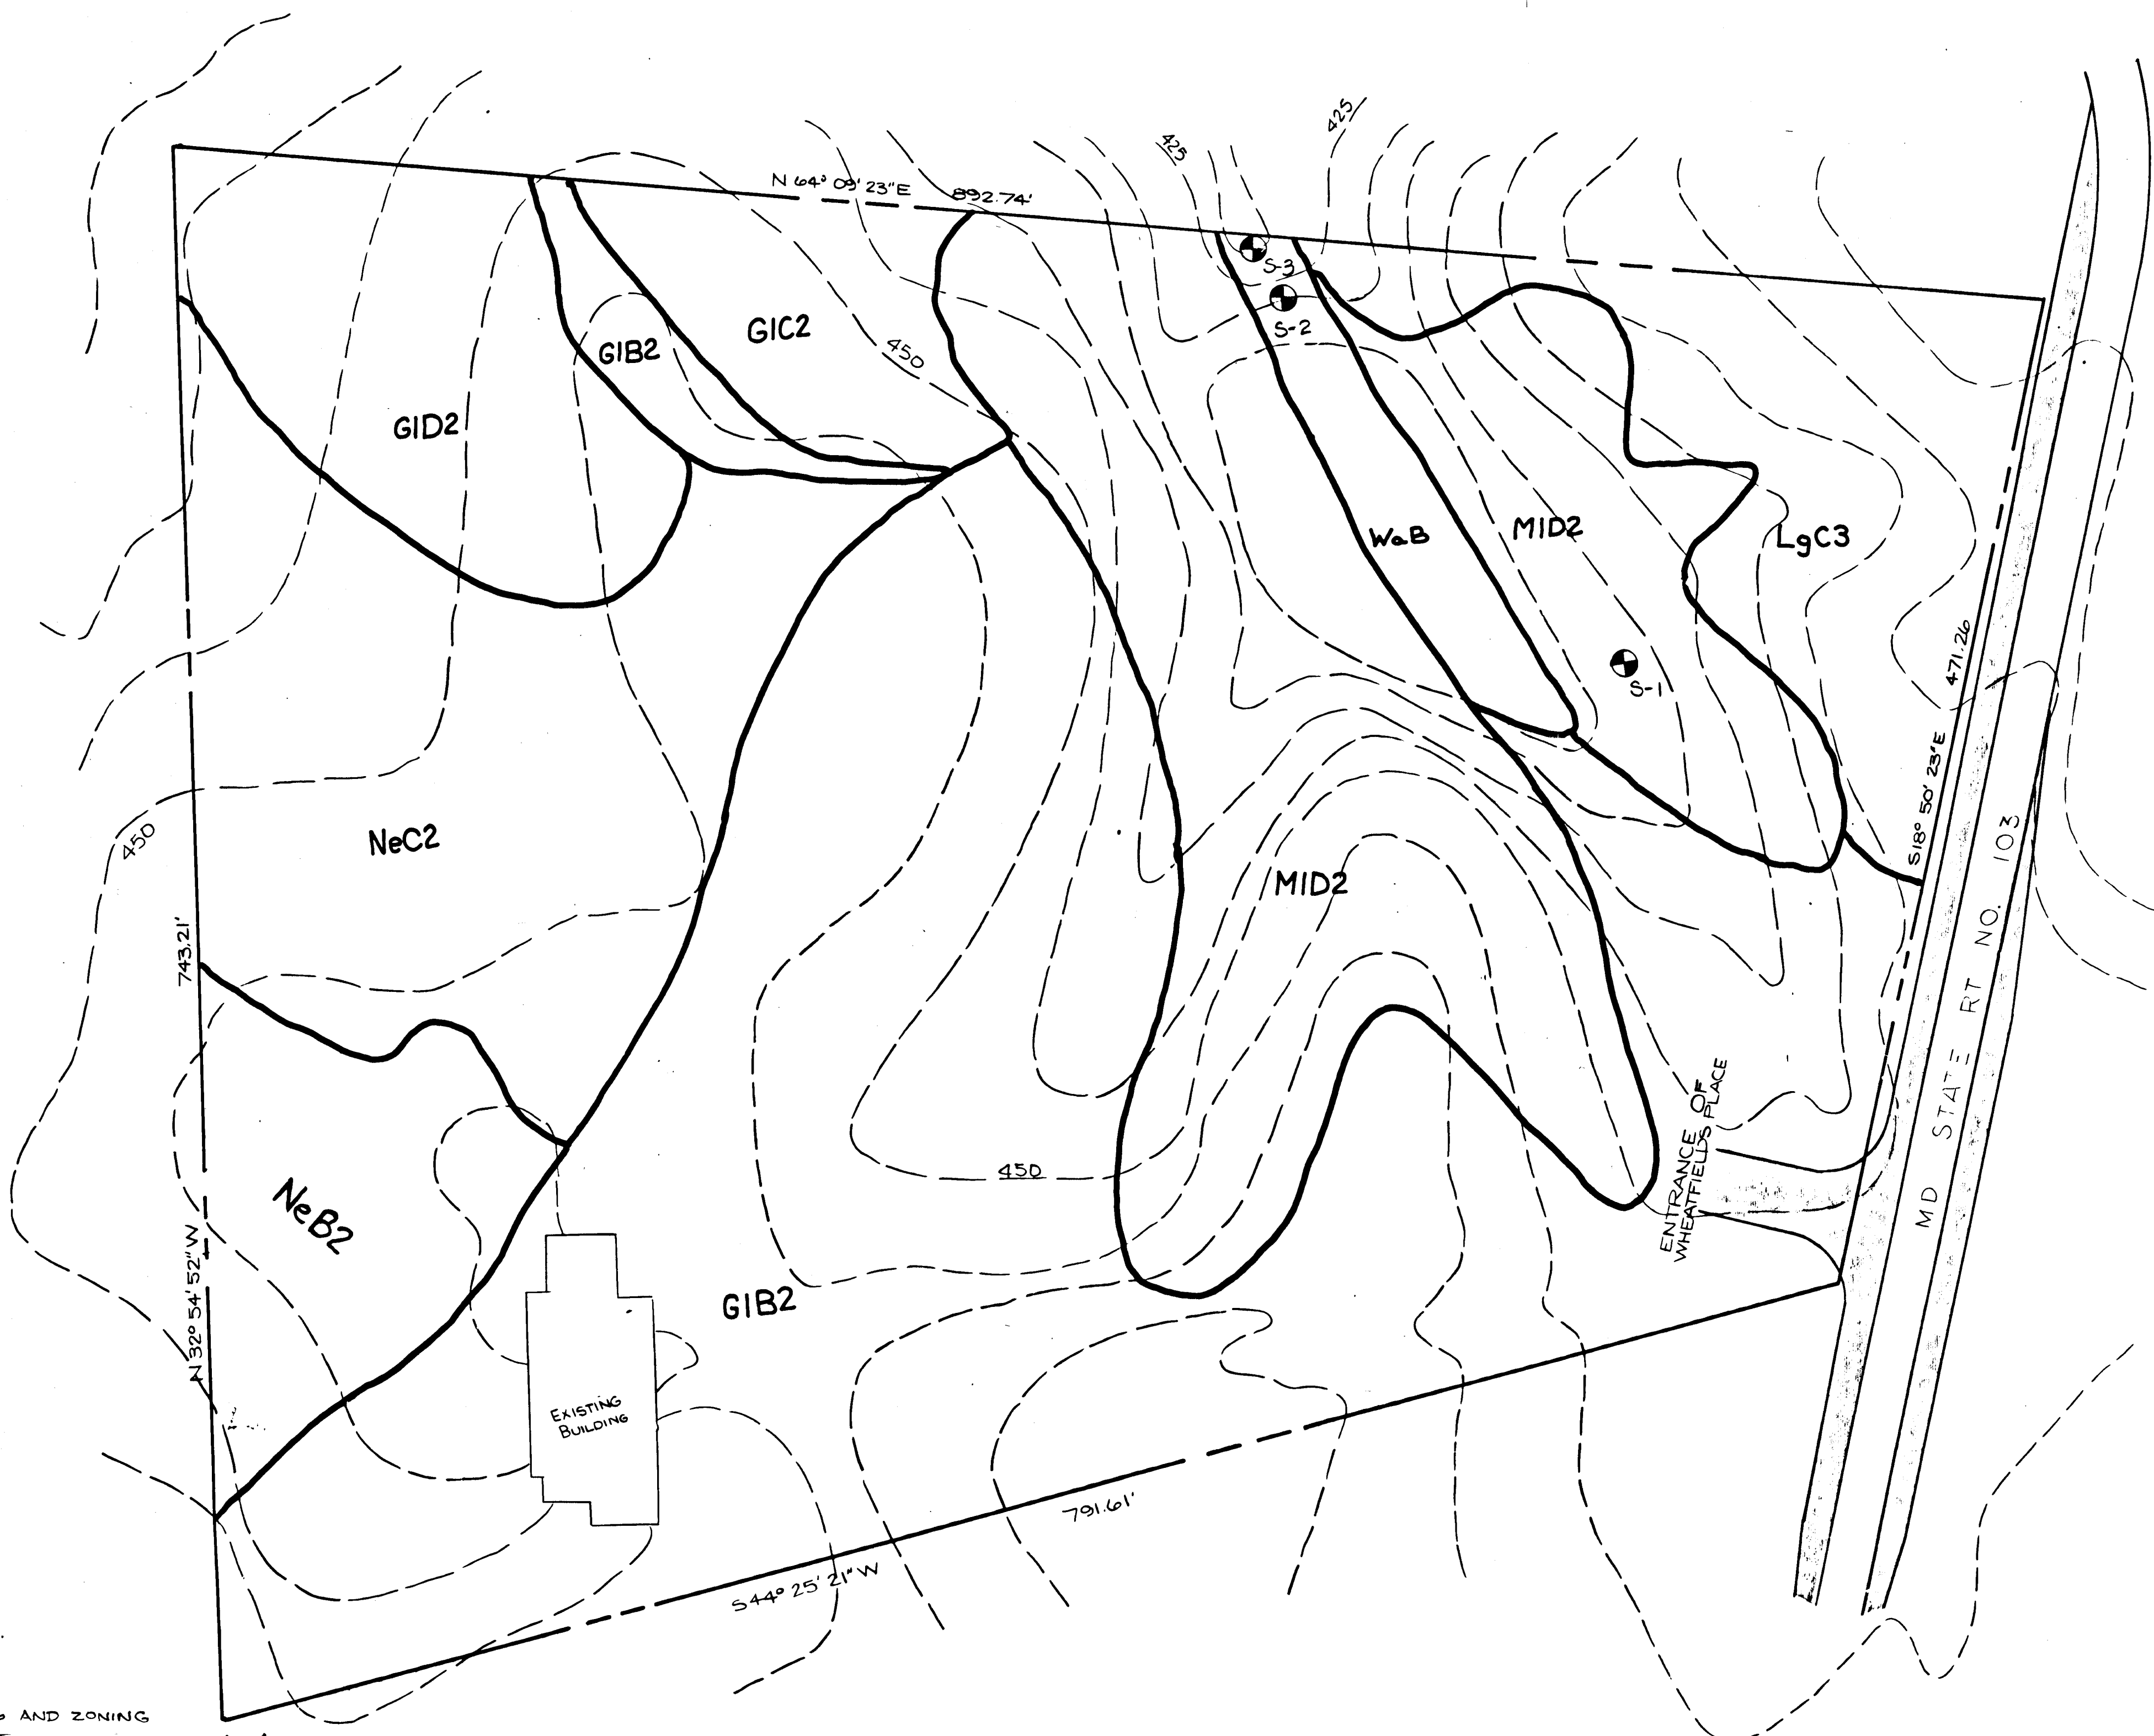 425
425
N 64° 09' 23" E
892.74'
S-3
S-2
GIC2
GIB2
450
GID2
WaB
MID2
LgC3
S-1
471.26
S18° 50' 23" E
450
NeC2
MID2
MD STATE RT NO. 103
743.21'
ENTRANCE OF
WHEATFIELDS PLACE
450
NeB2
N 32° 54' 52" W
GIB2
EXISTING
BUILDING
791.61'
S 44° 25' 21" W
AND ZONING